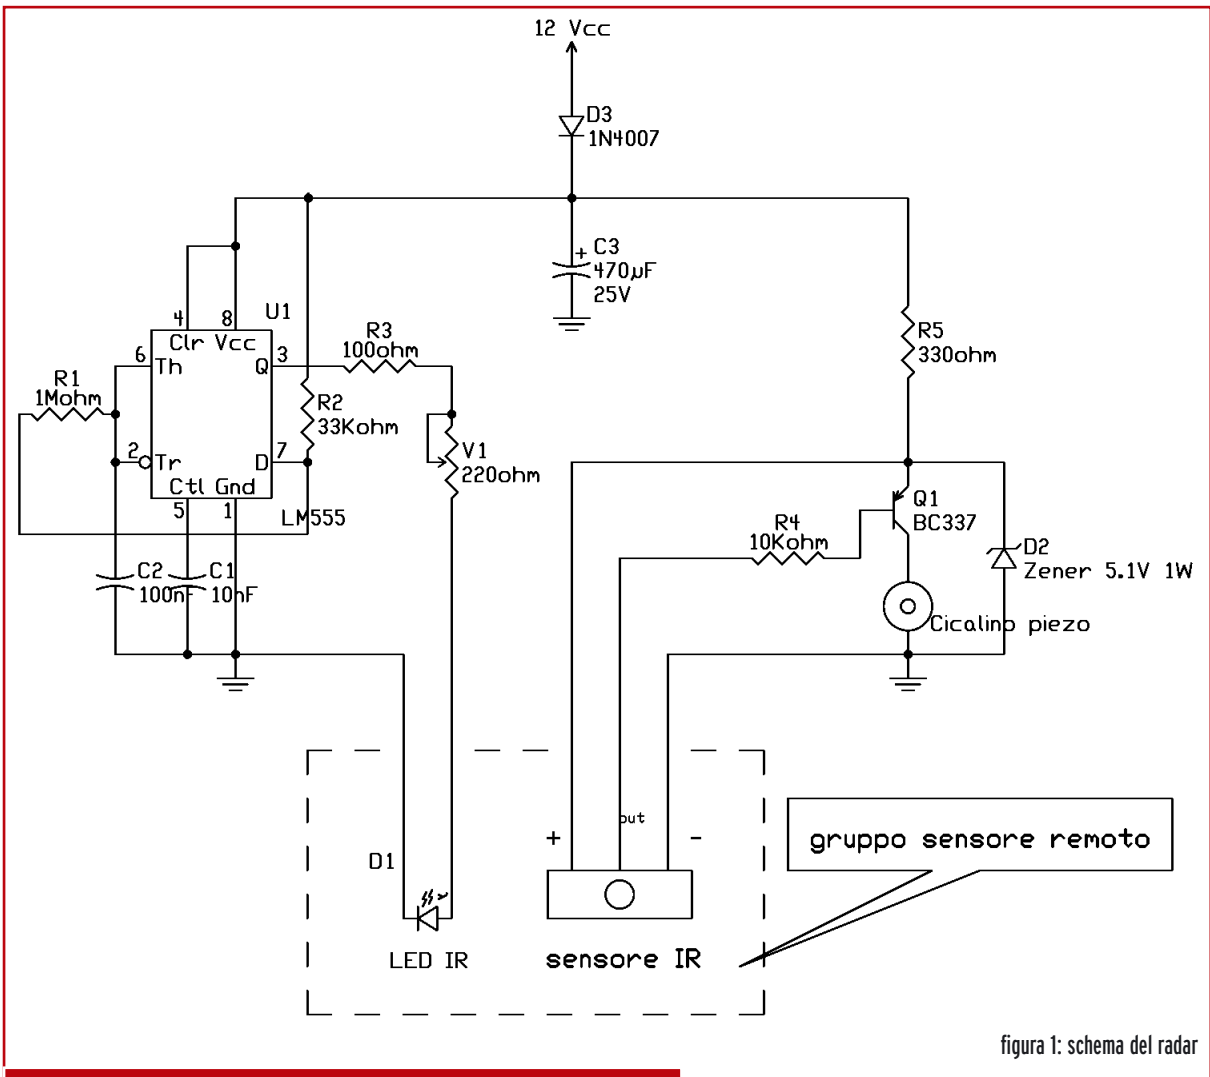 12 Vcc
D3
1N4007
+ C3
470µF
25V
U1
4
8
Clr Vcc
6
Th
Q
3
R3
100ohm
R1
1Mohm
R2
33Kohm
2
Tr
D
7
V1
220ohm
Ctl Gnd
5
1
LM555
C2
100nF
C1
10nF
R5
330ohm
Q1
BC337
R4
10Kohm
D2
Zener 5.1V 1W
Cicalino piezo
out
+
-
D1
LED IR
sensore IR
gruppo sensore remoto
figura 1: schema del radar